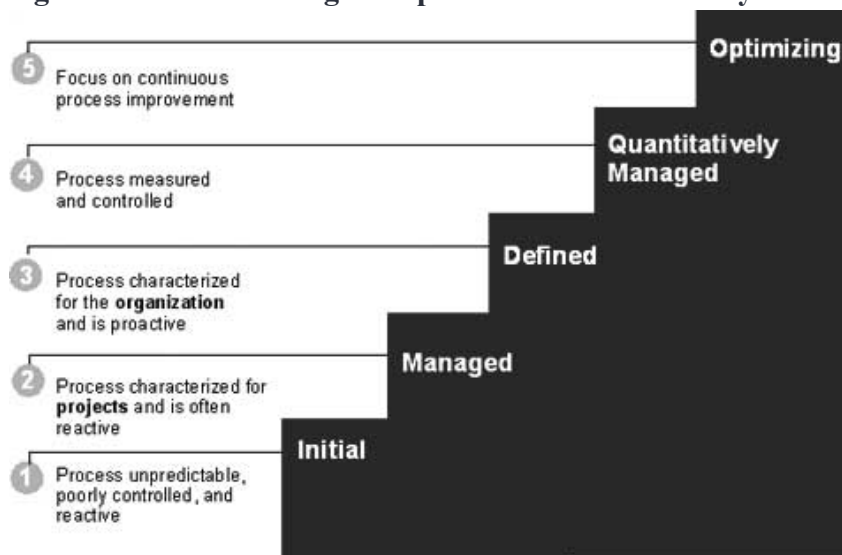 5
Optimizing
Focus on continuous
process improvement
4
Quantitatively
Managed
Process measured
and controlled
3
Defined
Process characterized
for the organization
and is proactive
2
Managed
Process characterized for
projects and is often
reactive
1
Initial
Process unpredictable,
poorly controlled, and
reactive